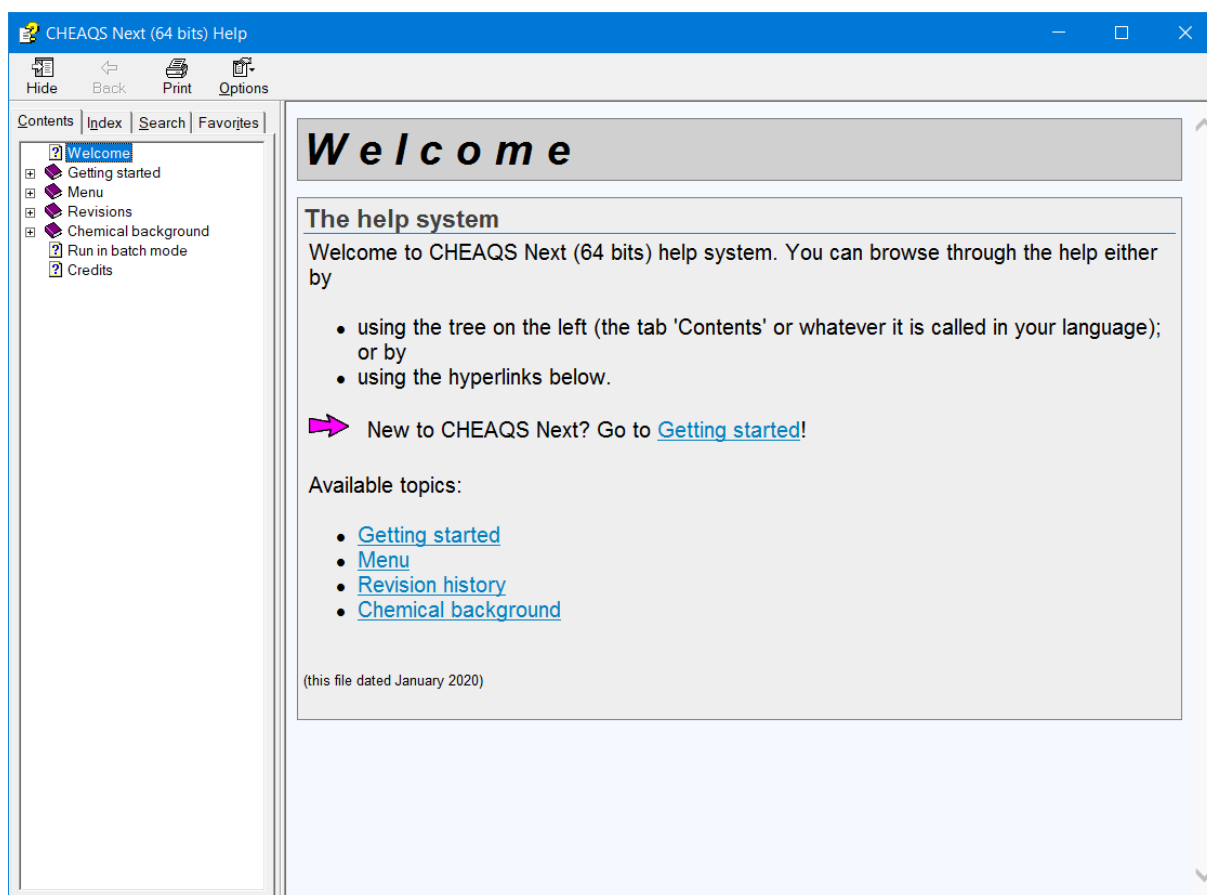 CHEAQS Next (64 bits) Help
Hide Back Print Options
Contents Index Search Favorites
Welcome
Getting started
Menu
Revisions
Chemical background
Run in batch mode
Credits
Welcome
The help system
Welcome to CHEAQS Next (64 bits) help system. You can browse through the help either
by
• using the tree on the left (the tab 'Contents' or whatever it is called in your language);
or by
• using the hyperlinks below.
New to CHEAQS Next? Go to Getting started!
Available topics:
• Getting started
• Menu
• Revision history
• Chemical background
(this file dated January 2020)